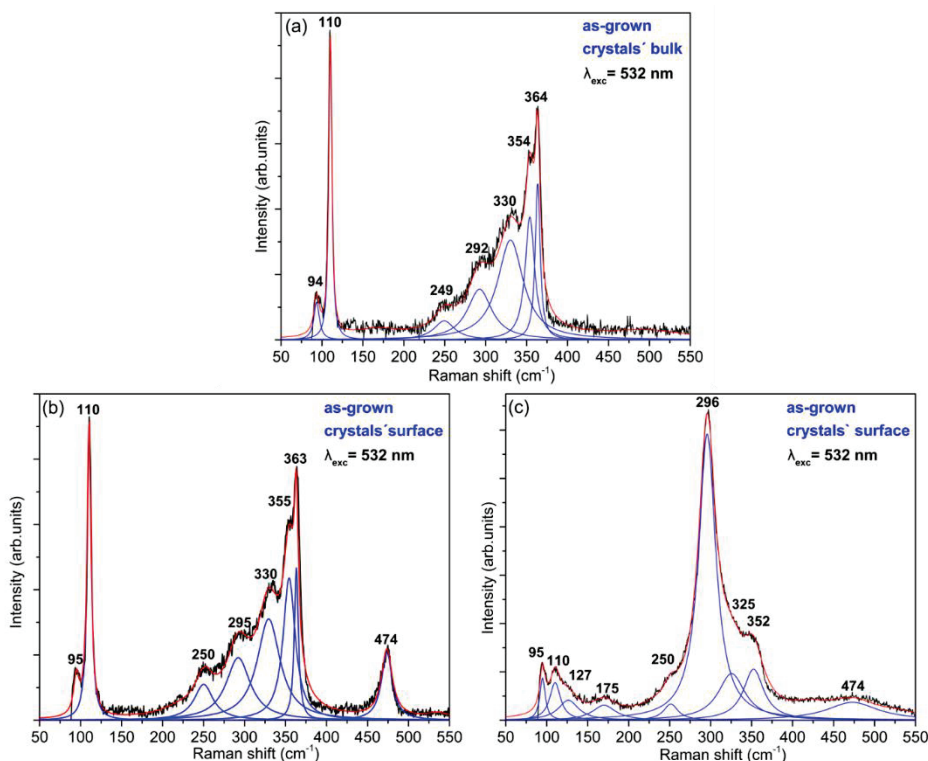 (a)
as-grown
crystals´ bulk
λexc= 532 nm
110
364
354
330
292
249
94
Intensity (arb.units)
50 100 150 200 250 300 350 400 450 500 550
Raman shift (cm-1)
(b)
as-grown
crystals´surface
λexc= 532 nm
110
363
355
330
295
250
95
474
Intensity (arb.units)
50 100 150 200 250 300 350 400 450 500 550
Raman shift (cm-1)
(c)
as-grown
crystals` surface
λexc= 532 nm
296
325
352
95
110
127
175
250
474
Intensity (arb.units)
50 100 150 200 250 300 350 400 450 500 550
Raman shift (cm-1)